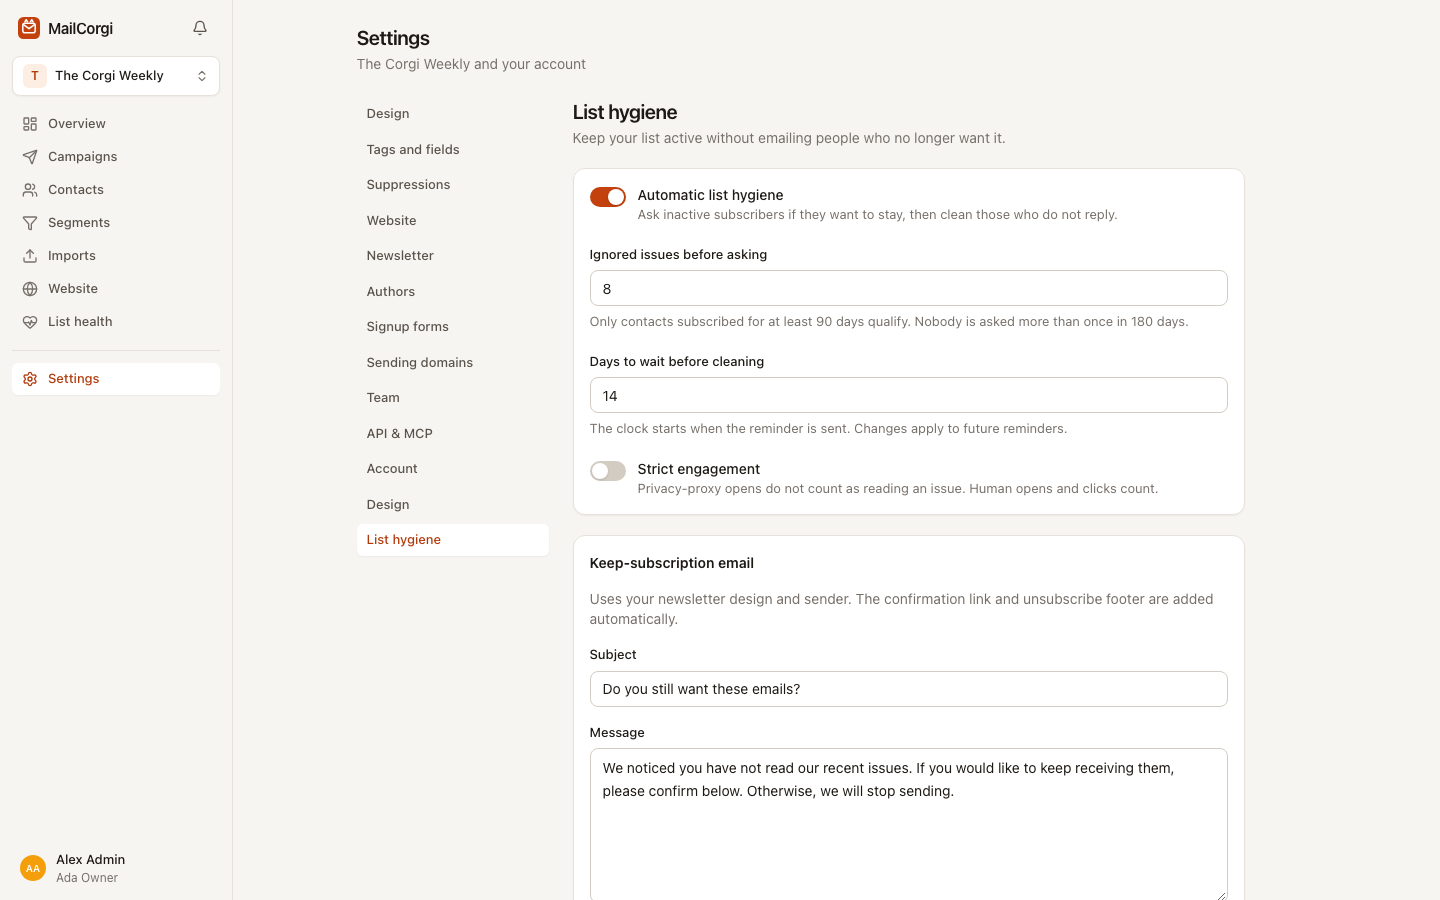 MailCorgi
T
The Corgi Weekly
Overview
Campaigns
Contacts
Segments
Imports
Website
List health
Settings
AA
Alex Admin
Ada Owner
Settings
The Corgi Weekly and your account
Design
Tags and fields
Suppressions
Website
Newsletter
Authors
Signup forms
Sending domains
Team
API & MCP
Account
Design
List hygiene
List hygiene
Keep your list active without emailing people who no longer want it.
Automatic list hygiene
Ask inactive subscribers if they want to stay, then clean those who do not reply.
Ignored issues before asking
8
Only contacts subscribed for at least 90 days qualify. Nobody is asked more than once in 180 days.
Days to wait before cleaning
14
The clock starts when the reminder is sent. Changes apply to future reminders.
Strict engagement
Privacy-proxy opens do not count as reading an issue. Human opens and clicks count.
Keep-subscription email
Uses your newsletter design and sender. The confirmation link and unsubscribe footer are added
automatically.
Subject
Do you still want these emails?
Message
We noticed you have not read our recent issues. If you would like to keep receiving them,
please confirm below. Otherwise, we will stop sending.